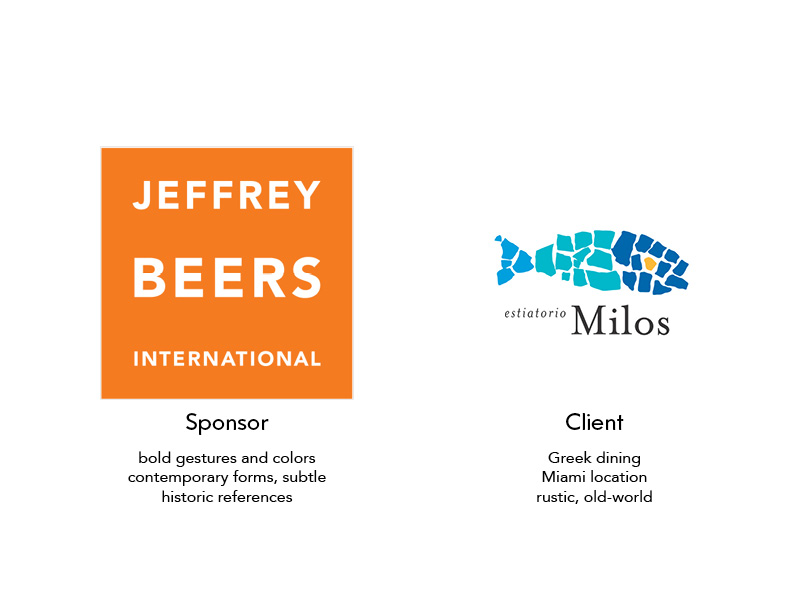 JEFFREY
BEERS
INTERNATIONAL
Sponsor
bold gestures and colors
contemporary forms, subtle
historic references
estiatorio Milos
Client
Greek dining
Miami location
rustic, old-world